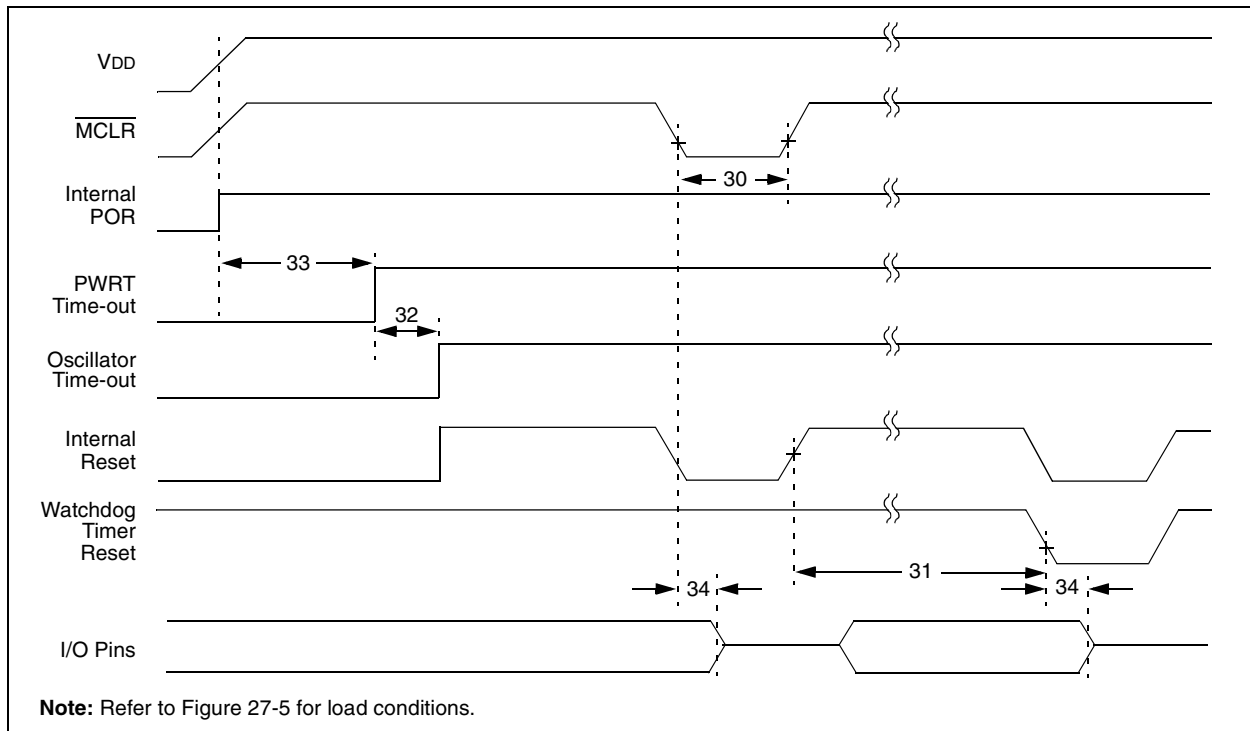 VDD
MCLR
30
Internal
POR
33
PWRT
Time-out
32
Oscillator
Time-out
Internal
Reset
Watchdog
Timer
Reset
31
34
34
I/O Pins
Note: Refer to Figure 27-5 for load conditions.